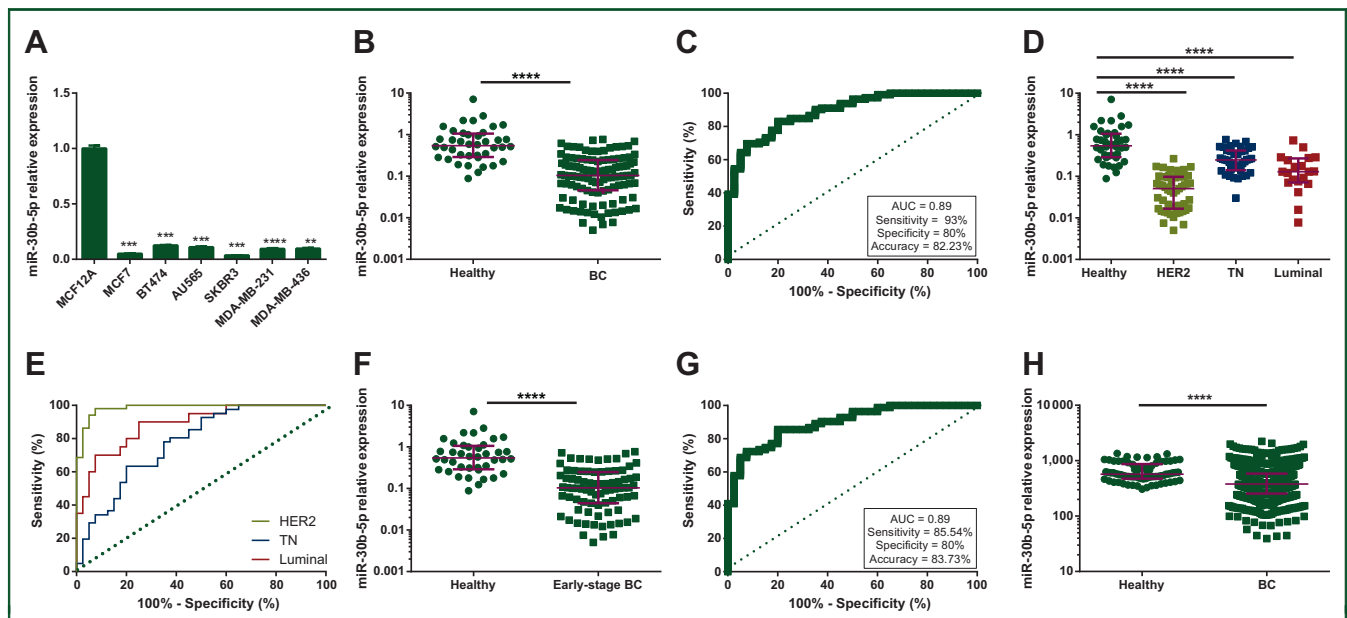 A
miR-30b-5p relative expression
1.5
1.0
0.5
0.0
***
***
***
***
****
**
MCF12A
MCF7
BT474
AU565
SKBR3
MDA-MB-231
MDA-MB-436
B
miR-30b-5p relative expression
10
1
0.1
0.01
0.001
****
Healthy
BC
C
Sensitivity (%)
100
80
60
40
20
0
0
20
40
60
80
100
100% - Specificity (%)
AUC = 0.89
Sensitivity = 93%
Specificity = 80%
Accuracy = 82.23%
D
miR-30b-5p relative expression
10
1
0.1
0.01
0.001
****
****
****
Healthy
HER2
TN
Luminal
E
Sensitivity (%)
100
80
60
40
20
0
0
20
40
60
80
100
100% - Specificity (%)
HER2
TN
Luminal
F
miR-30b-5p relative expression
10
1
0.1
0.01
0.001
****
Healthy
Early-stage BC
G
Sensitivity (%)
100
80
60
40
20
0
0
20
40
60
80
100
100% - Specificity (%)
AUC = 0.89
Sensitivity = 85.54%
Specificity = 80%
Accuracy = 83.73%
H
miR-30b-5p relative expression
10 000
1,000
100
10
****
Healthy
BC